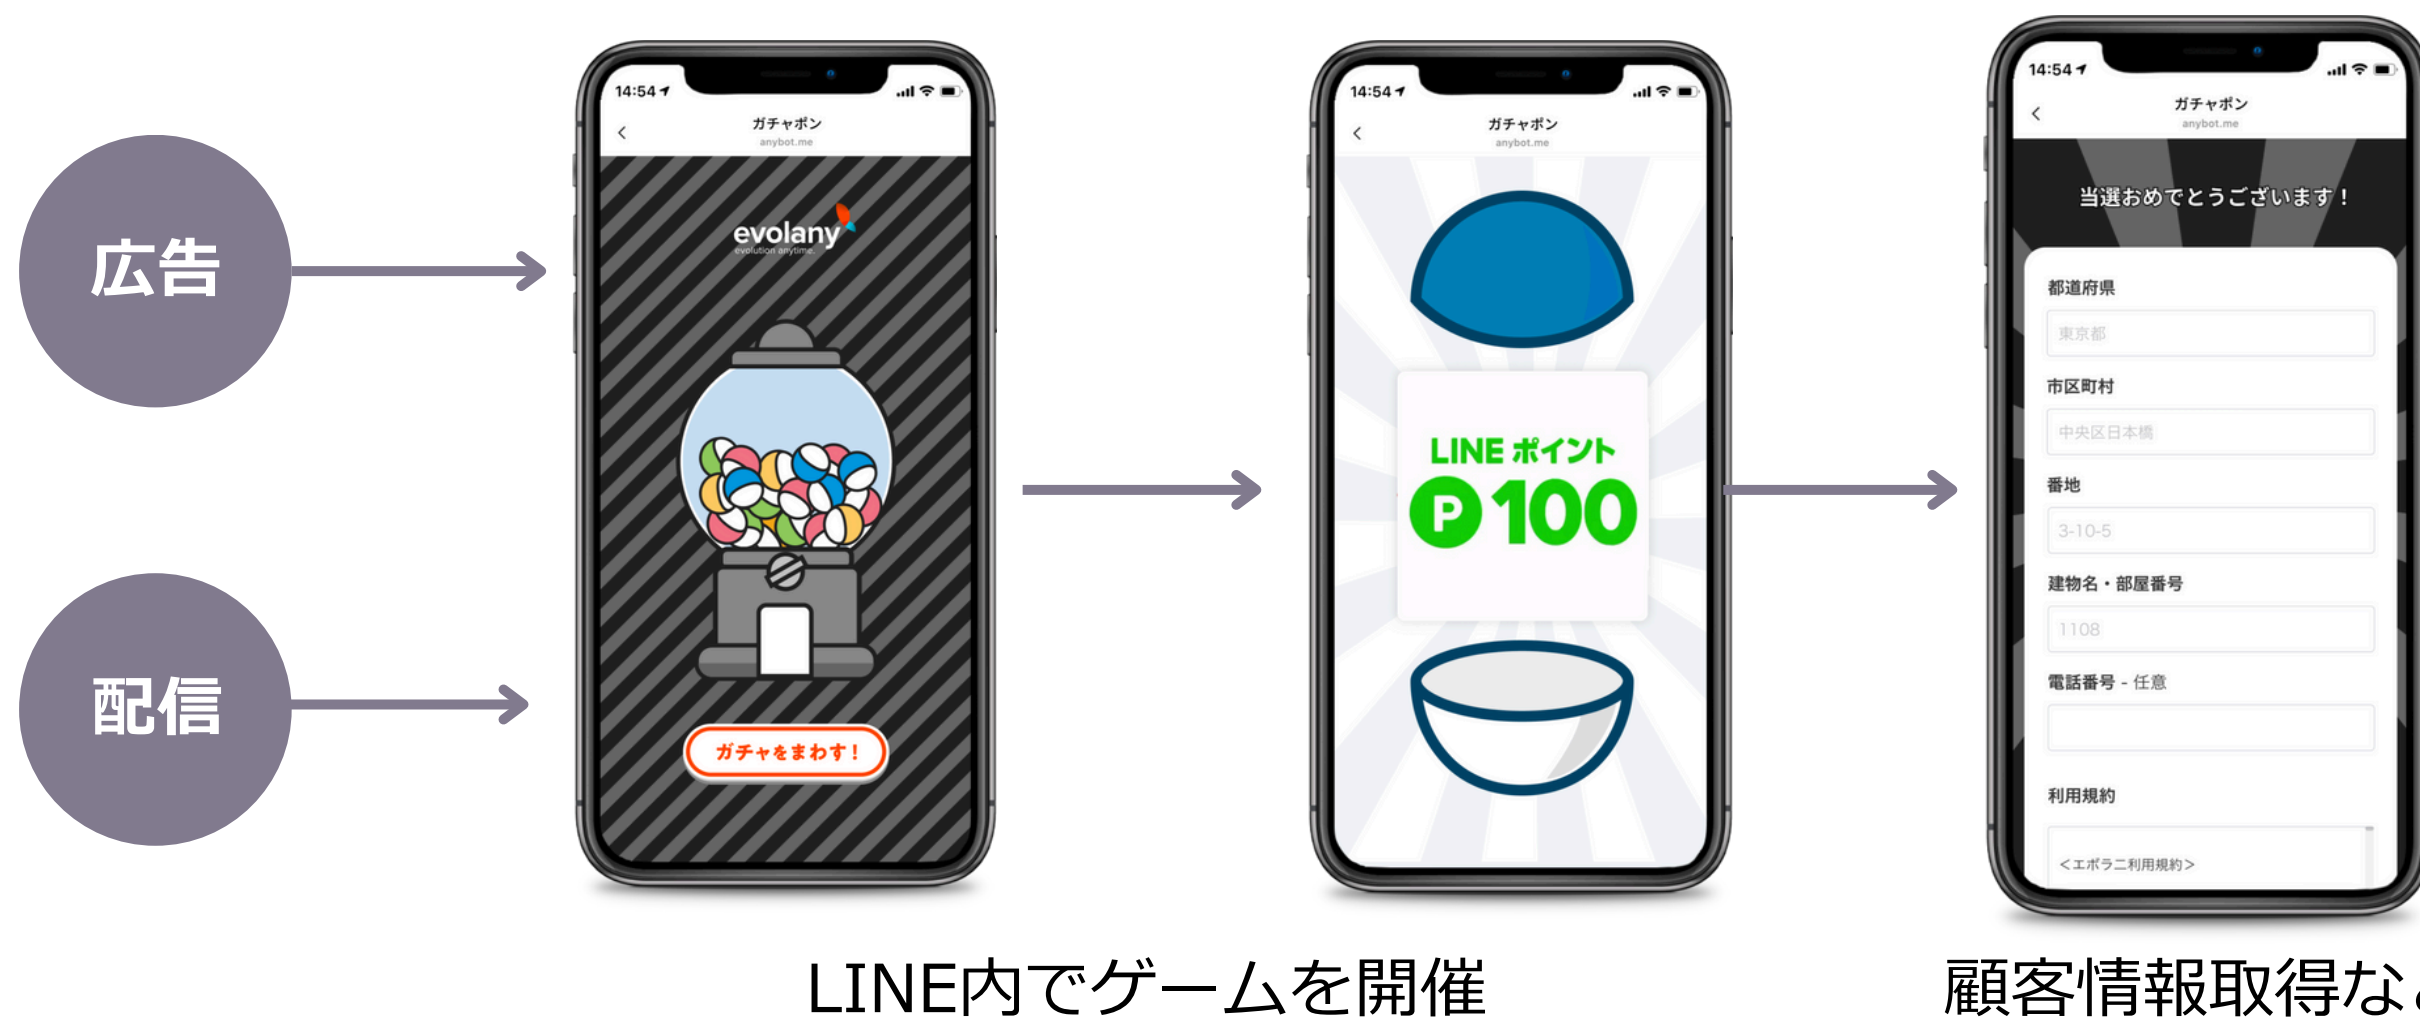 広告
配信
14:54
ガチャポン
anybot.me
evolany
evolution anytime.
ガチャをまわす！
14:54
ガチャポン
anybot.me
LINE ポイント
P 100
14:54
ガチャポン
anybot.me
当選おめでとうございます！
都道府県
東京都
市区町村
中央区日本橋
番地
3-10-5
建物名・部屋番号
1108
電話番号 - 任意
利用規約
＜エボラニ利用規約＞
LINE内でゲームを開催
顧客情報取得な